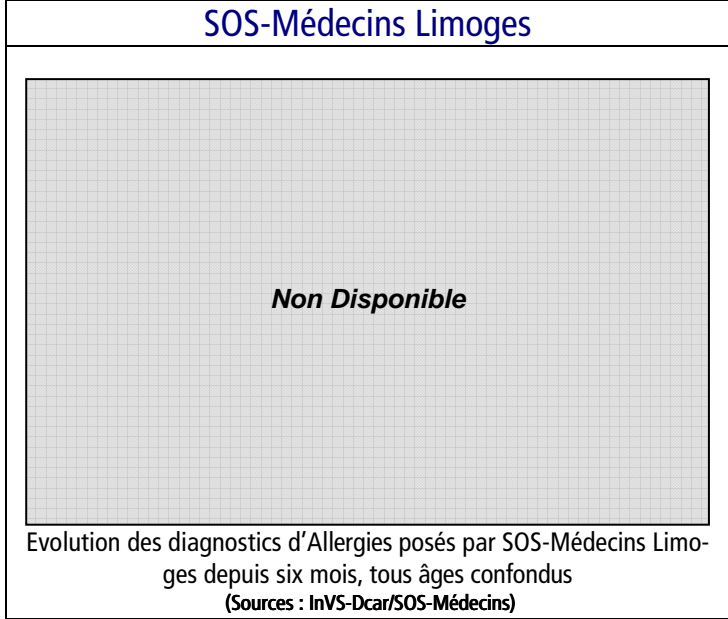 SOS-Médecins Limoges
Non Disponible
Evolution des diagnostics d’Allergies posés par SOS-Médecins Limo-
ges depuis six mois, tous âges confondus
(Sources : InVS-Dcar/SOS-Médecins)